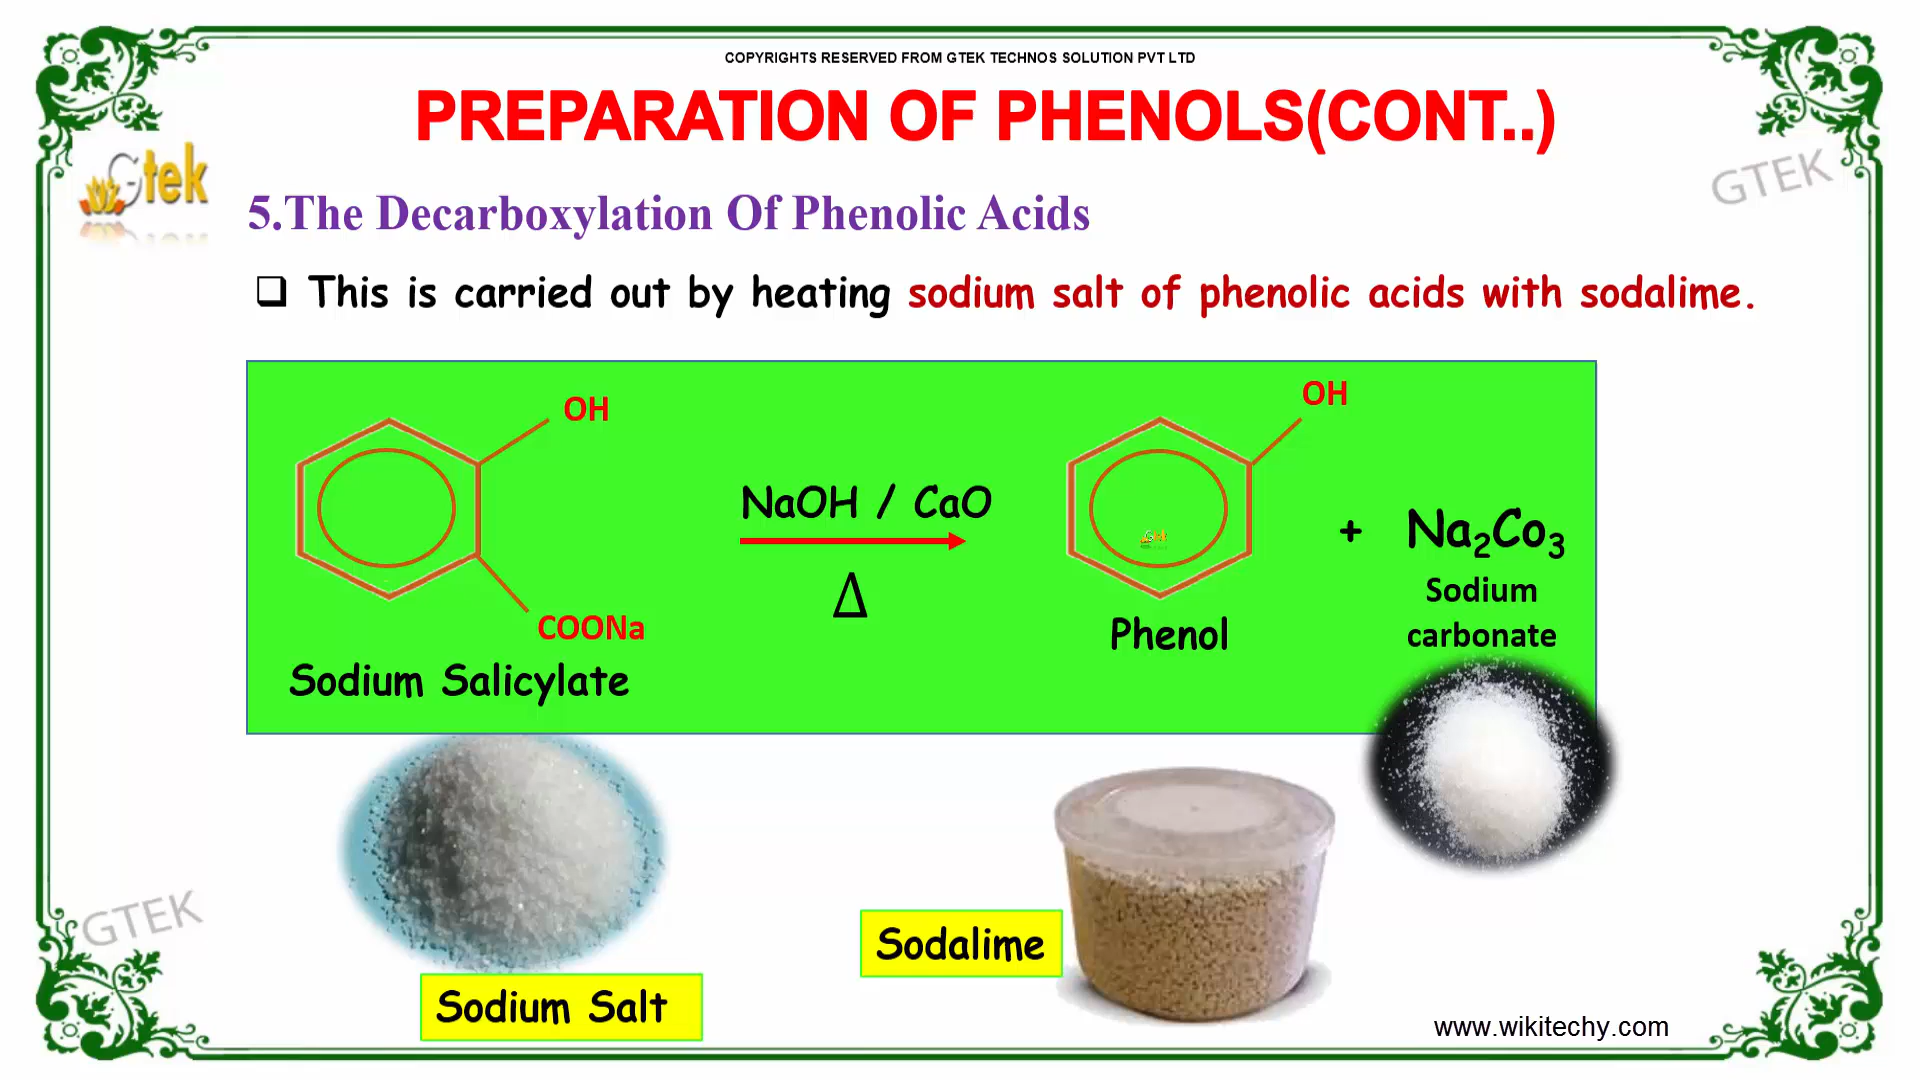 COPYRIGHTS RESERVED FROM GTEK TECHNOS SOLUTION PVT LTD
PREPARATION OF PHENOLS(CONT..)
Gtek
GTEK
5.The Decarboxylation Of Phenolic Acids
❑ This is carried out by heating sodium salt of phenolic acids with sodalime.
OH
OH
NaOH / CaO
+ Na₂Co₃
Δ
Sodium
carbonate
COONa
Phenol
Sodium Salicylate
GTEK
Sodalime
Sodium Salt
www.wikitechy.com